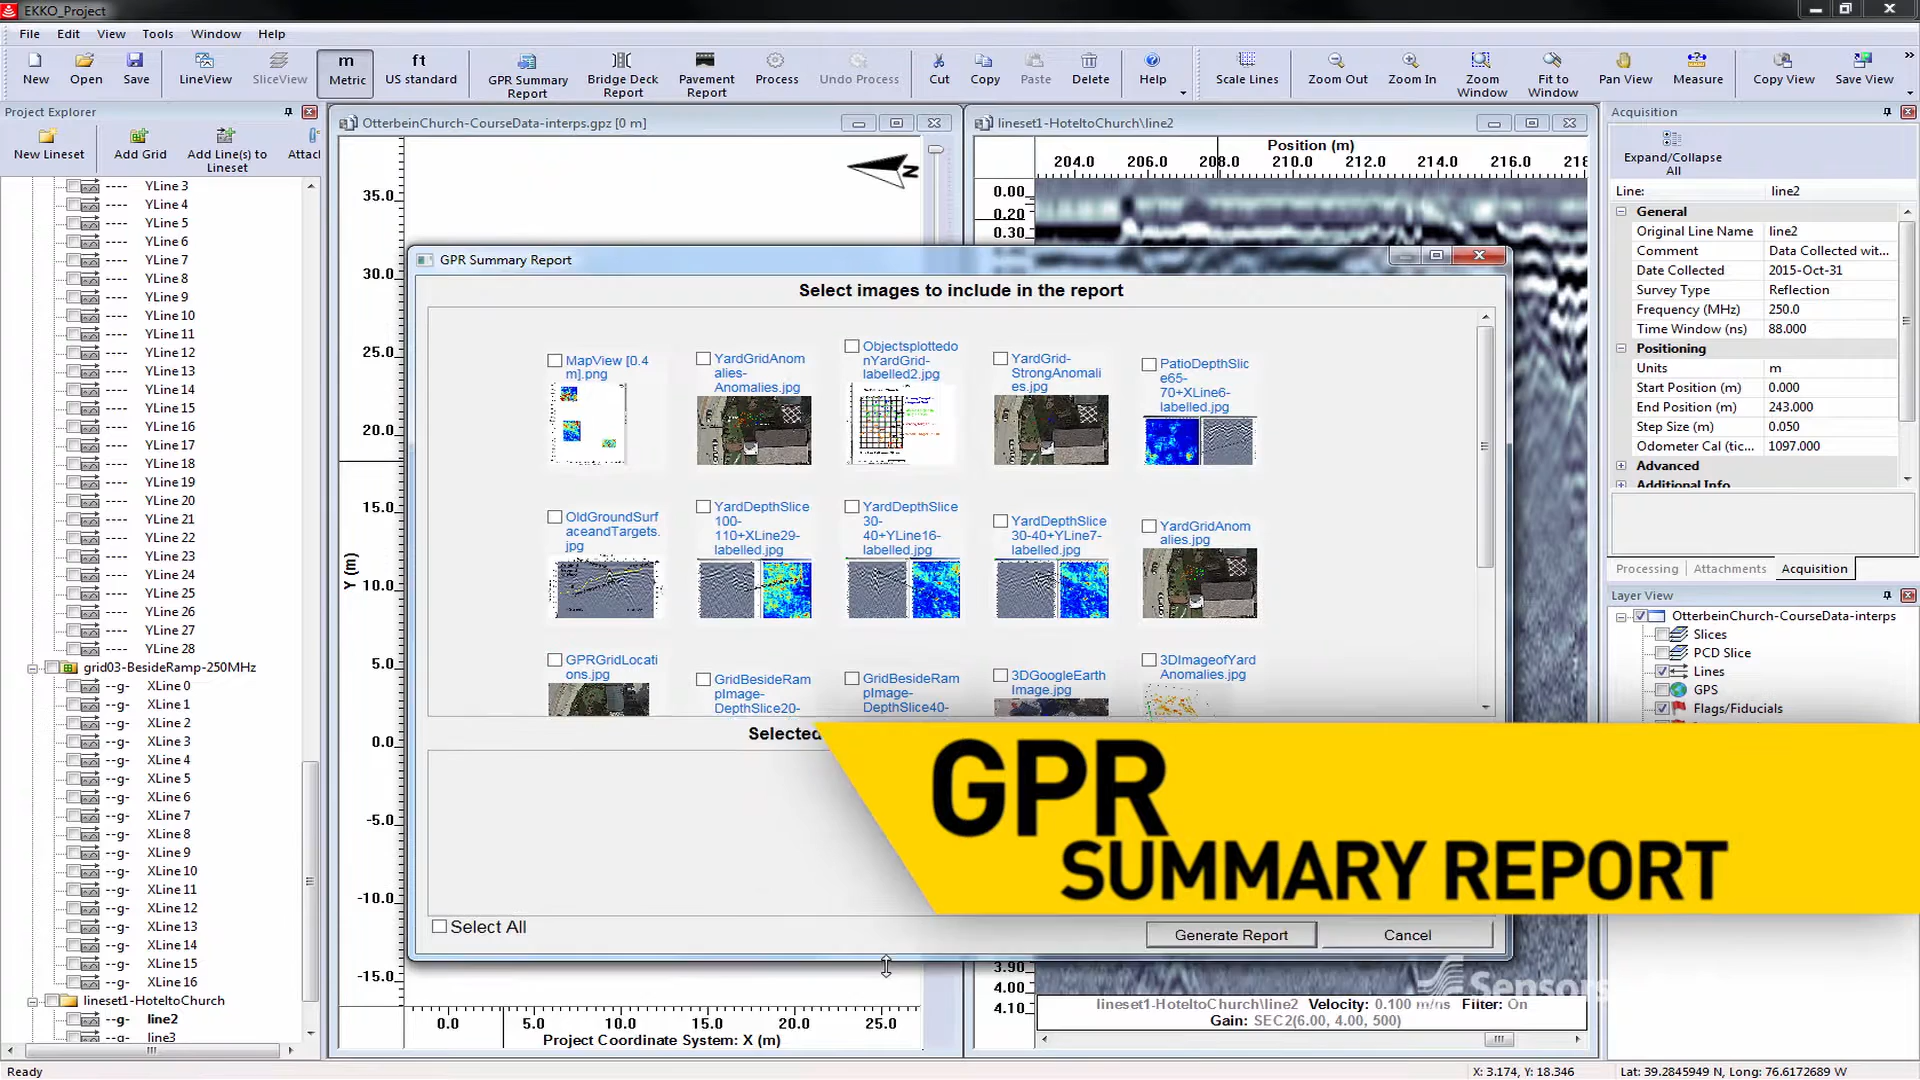 EKKO_Project
File Edit View Tools Window Help
New Open Save LineView SliceView m Metric ft US standard GPR Summary Report Bridge Deck Report Pavement Report Process Undo Process Cut Copy Paste Delete Help Scale Lines Zoom Out Zoom In Zoom Window Fit to Window Pan View Measure Copy View Save View
Project Explorer
New Lineset Add Grid Add Line(s) to Lineset Attacl
YLine 3
YLine 4
YLine 5
YLine 6
YLine 7
YLine 8
YLine 9
YLine 10
YLine 11
YLine 12
YLine 13
YLine 14
YLine 15
YLine 16
YLine 17
YLine 18
YLine 19
YLine 20
YLine 21
YLine 22
YLine 23
YLine 24
YLine 25
YLine 26
YLine 27
YLine 28
grid03-BesideRamp-250MHz
--g- XLine 0
--g- XLine 1
--g- XLine 2
--g- XLine 3
--g- XLine 4
--g- XLine 5
--g- XLine 6
--g- XLine 7
--g- XLine 8
--g- XLine 9
--g- XLine 10
--g- XLine 11
--g- XLine 12
--g- XLine 13
--g- XLine 14
--g- XLine 15
--g- XLine 16
lineset1-HoteltoChurch
--g- line2
line3
OtterbeinChurch-CourseData-interps.gpz [0 m]
N
35.0
30.0
25.0
20.0
15.0
10.0
5.0
0.0
-5.0
-10.0
-15.0
Y (m)
0.0 5.0 10.0 15.0 20.0 25.0
Project Coordinate System: X (m)
lineset1-HoteltoChurch\line2
Position (m)
204.0 206.0 208.0 210.0 212.0 214.0 216.0 218
0.00
0.20
0.30
3.90
4.00
4.10
lineset1-HoteltoChurch\line2 Velocity: 0.100 m/ns Filter: On
Gain: SEC2(6.00, 4.00, 500)
GPR Summary Report
Select images to include in the report
MapView [0.4
m].png
YardGridAnom
alies-
Anomalies.jpg
Objectsplottedo
nYardGrid-
labelled2.jpg
YardGrid-
StrongAnomali
es.jpg
PatioDepthSlic
e65-
70+XLine6-
labelled.jpg
OldGroundSurf
aceandTargets.
jpg
YardDepthSlice
100-
110+XLine29-
labelled.jpg
YardDepthSlice
30-
40+YLine16-
labelled.jpg
YardDepthSlice
30-40+YLine7-
labelled.jpg
YardGridAnom
alies.jpg
GPRGridLocati
ons.jpg
GridBesideRa
mpImage-
DepthSlice20-
GridBesideRa
mpImage-
DepthSlice40-
3DGoogleEarth
Image.jpg
3DImageofYard
Anomalies.jpg
Selected
Select All
Generate Report Cancel
GPR
SUMMARY REPORT
Sensors
Acquisition
Expand/Collapse
All
Line: line2
General
Original Line Name line2
Comment Data Collected wit...
Date Collected 2015-Oct-31
Survey Type Reflection
Frequency (MHz) 250.0
Time Window (ns) 88.000
Positioning
Units m
Start Position (m) 0.000
End Position (m) 243.000
Step Size (m) 0.050
Odometer Cal (tic... 1097.000
Advanced
Additional Info
Processing Attachments Acquisition
Layer View
OtterbeinChurch-CourseData-interps
Slices
PCD Slice
Lines
GPS
Flags/Fiducials
Ready
X: 3.174, Y: 18.346 Lat: 39.2845949 N, Long: 76.6172689 W